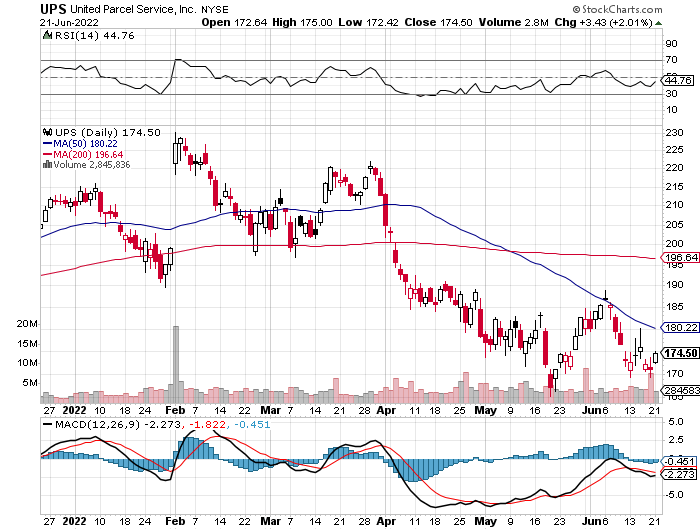 UPS United Parcel Service, Inc. NYSE © StockCharts.com
21-Jun-2022 Open 172.64 High 175.00 Low 172.42 Close 174.50 Volume 2.8M Chg +3.43 (+2.01%)
RSI(14) 44.76
90
70
50
44.76
30
10
UPS (Daily) 174.50
MA(50) 180.22
MA(200) 196.64
Volume 2,845,836
230
225
220
215
210
205
200
196.64
195
190
185
180.22
174.50
170
165
20M
15M
10M
5M
2845836
27 2022 10 18 24 Feb 7 14 22 Mar 7 14 21 Apr 11 18 25 May 9 16 23 Jun 6 13 21
MACD(12,26,9) -2.273, -1.822, -0.451
5.0
2.5
-0.451
-2.273
-5.0
27 2022 10 18 24 Feb 7 14 22 Mar 7 14 21 Apr 11 18 25 May 9 16 23 Jun 6 13 21